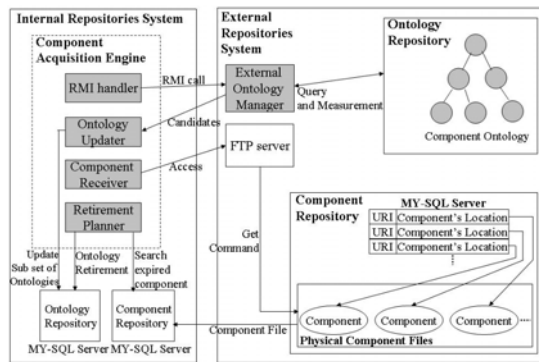 Internal Repositories System
Component
Acquisition Engine
RMI handler
Ontology
Updater
Component
Receiver
Retirement
Planner
Update
Sub set of
Ontologies
Ontology
Retirement
Search
expired
component
Ontology
Repository
MY-SQL Server
Component
Repository
MY-SQL Server
RMI call
Candidates
Access
External
Repositories
System
External
Ontology
Manager
FTP server
Query
and Measurement
Get
Command
Component File
Ontology
Repository
Component Ontology
Component
Repository
MY-SQL Server
URI Component's Location
URI Component's Location
URI Component's Location
Component
Component
Component
Physical Component Files